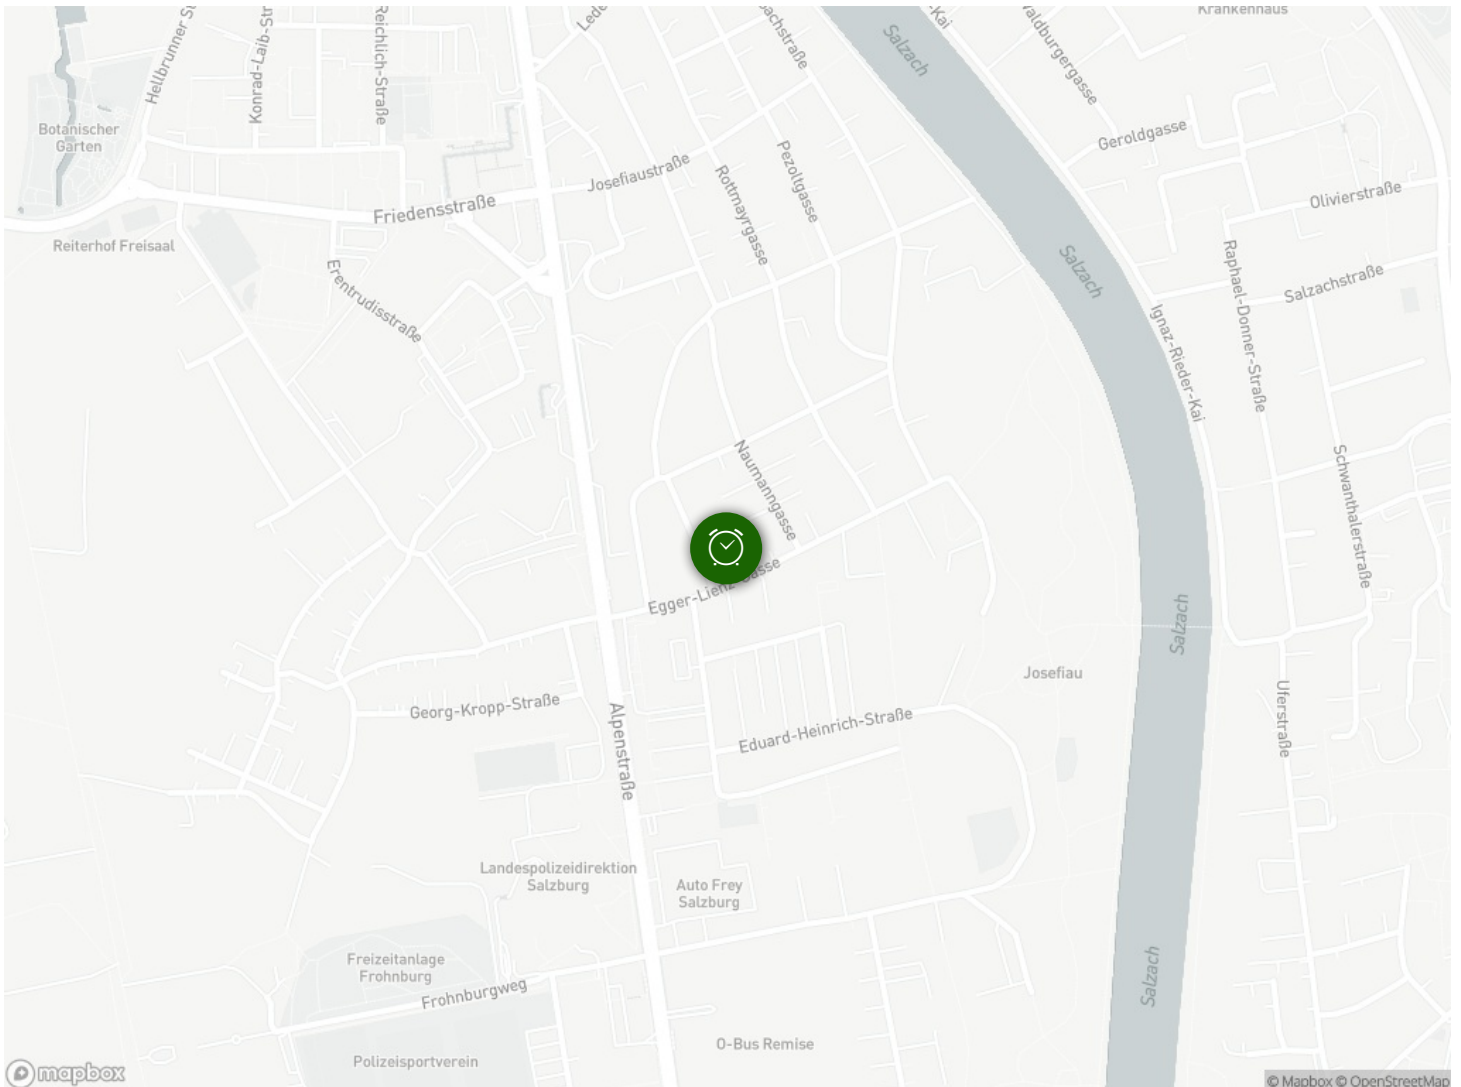 Hellbrunner St
Konrad-Laib-St
Reichlich-Straße
Lede
bachstraße
Salzach
-Kai
Waldburgergasse
Krankenhaus
Botanischer
Garten
Geroldgasse
Josefiaustraße
Pezoltgasse
Rottmayrgasse
Olivierstraße
Friedensstraße
Reiterhof Freisaal
Salzach
Raphael-Donner-Straße
Salzachstraße
Erentrudisstraße
Ignaz-Rieder-Kai
Naumanngasse
Schwanthalerstraße
Egger-Lienz-Gasse
Salzach
Josefiau
Georg-Kropp-Straße
Alpenstraße
Eduard-Heinrich-Straße
Uferstraße
Landespolizeidirektion
Salzburg
Auto Frey
Salzburg
Freizeitanlage
Frohnburg
Frohnburgweg
Salzach
O-Bus Remise
Polizeisportverein
mapbox
© Mapbox © OpenStreetMap